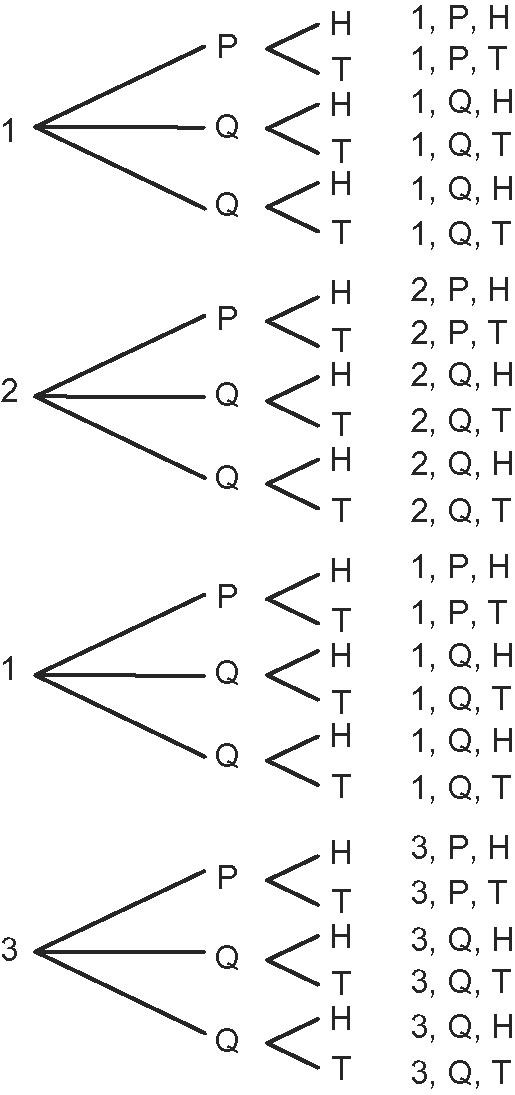 P H 1, P, H
T 1, P, T
1 Q H 1, Q, H
T 1, Q, T
Q H 1, Q, H
T 1, Q, T
P H 2, P, H
T 2, P, T
2 Q H 2, Q, H
T 2, Q, T
Q H 2, Q, H
T 2, Q, T
P H 1, P, H
T 1, P, T
1 Q H 1, Q, H
T 1, Q, T
Q H 1, Q, H
T 1, Q, T
P H 3, P, H
T 3, P, T
3 Q H 3, Q, H
T 3, Q, T
Q H 3, Q, H
T 3, Q, T